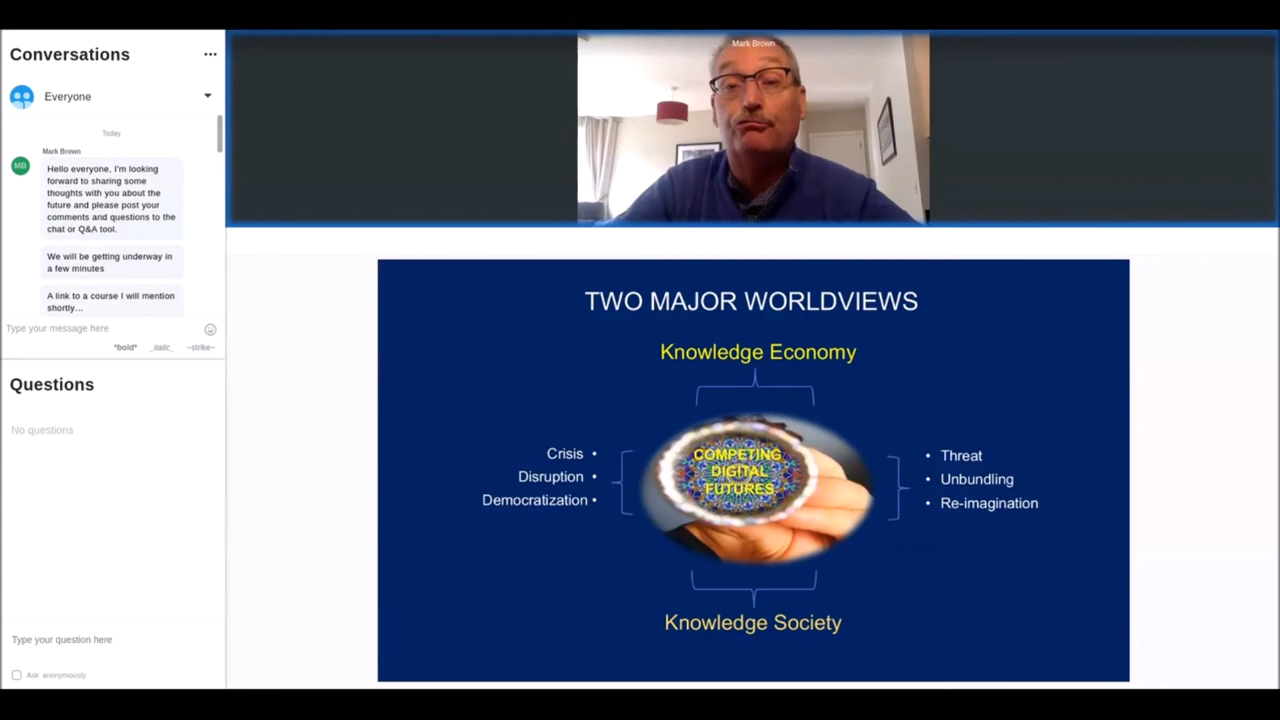 Conversations
Everyone
Today
Mark Brown
MB
Hello everyone, I'm looking
forward to sharing some
thoughts with you about the
future and please post your
comments and questions to the
chat or Q&A tool.
We will be getting underway in
a few minutes
A link to a course I will mention
shortly...
Type your message here
*bold* _italic_ ~strike~
Questions
No questions
Type your question here
Ask anonymously
Mark Brown
TWO MAJOR WORLDVIEWS
Knowledge Economy
Crisis •
Disruption •
Democratization •
COMPETING
DIGITAL
FUTURES
• Threat
• Unbundling
• Re-imagination
Knowledge Society